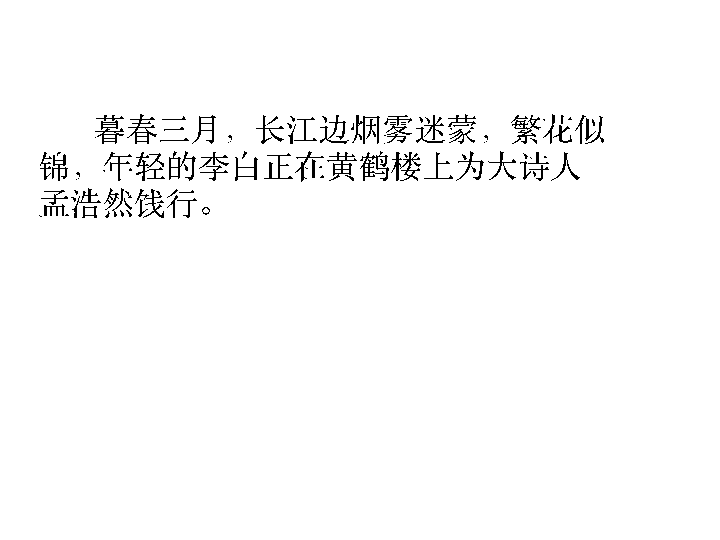 暮春三月，长江边烟雾迷蒙，繁花似
锦，年轻的李白正在黄鹤楼上为大诗人
孟浩然饯行。